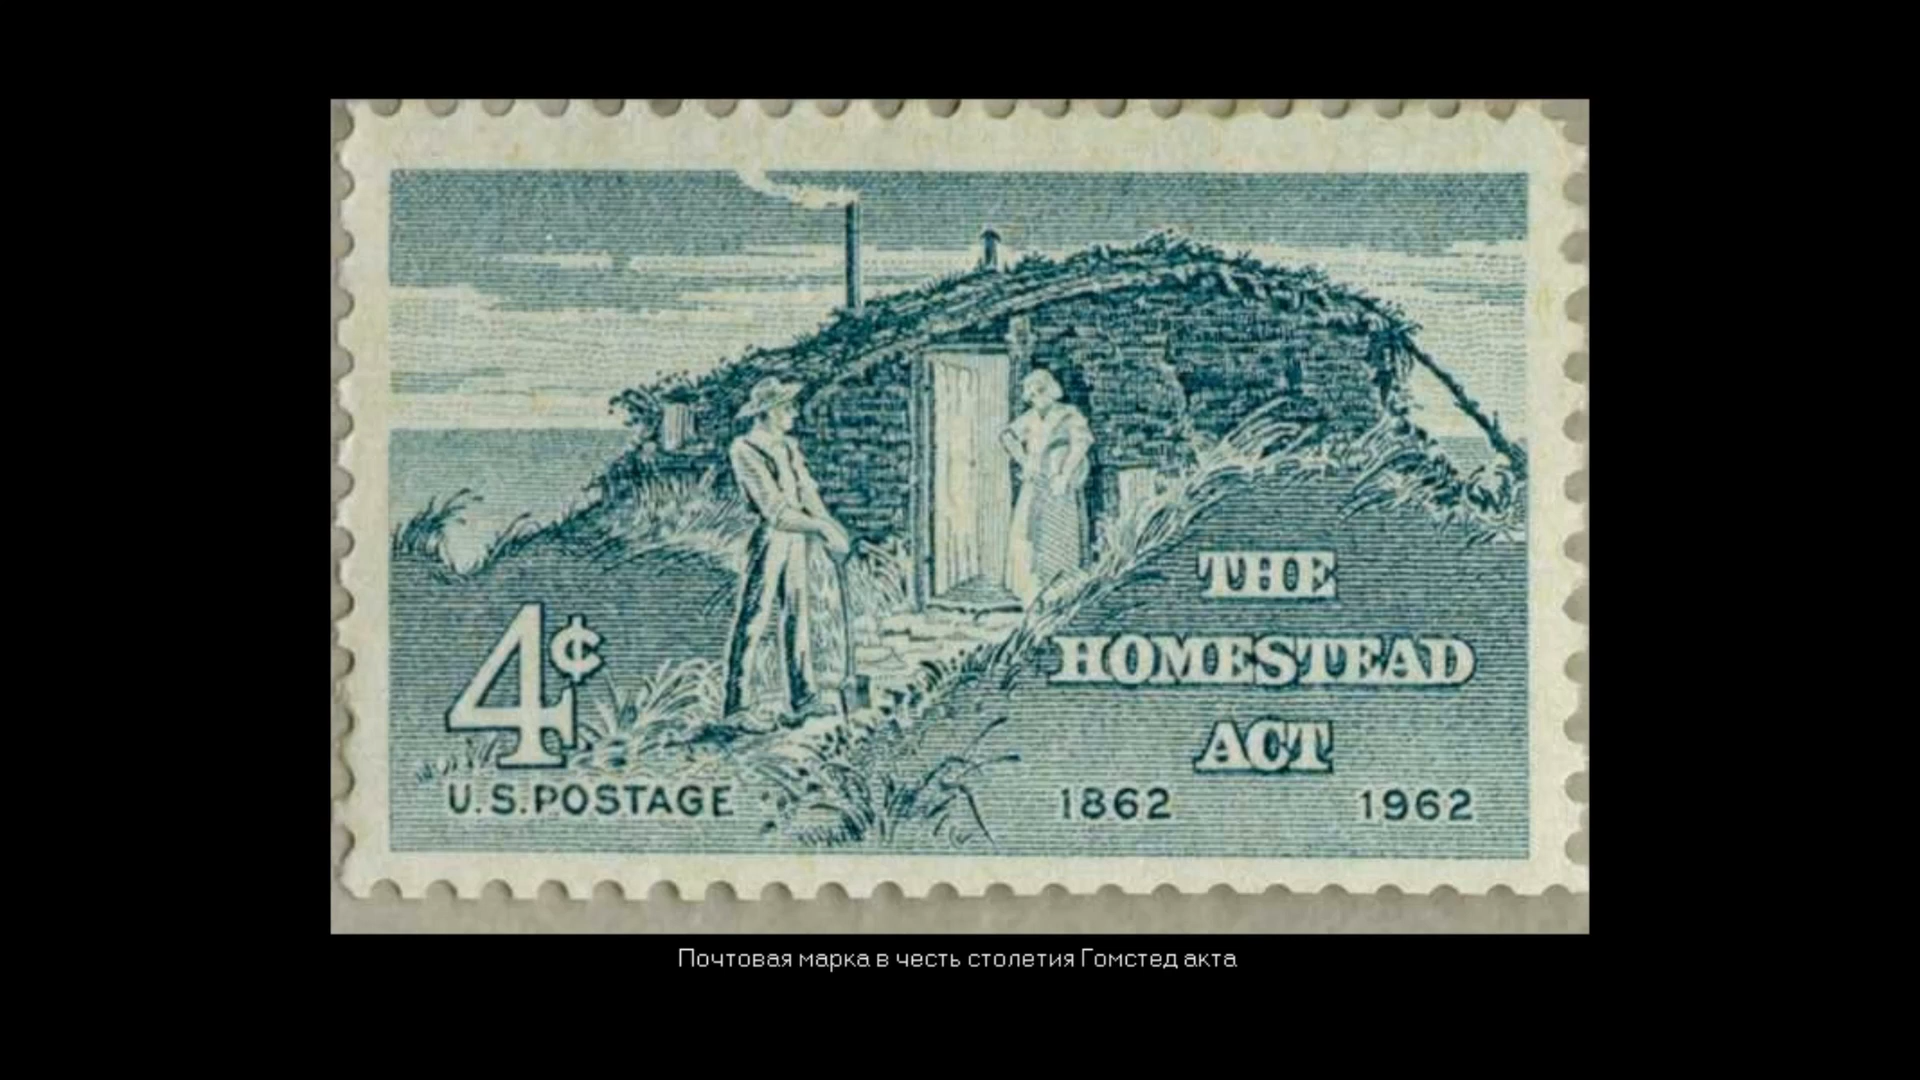 4¢
U.S.POSTAGE
THE
HOMESTEAD
ACT
1862 1962
Почтовая марка в честь столетия Гомстед акта